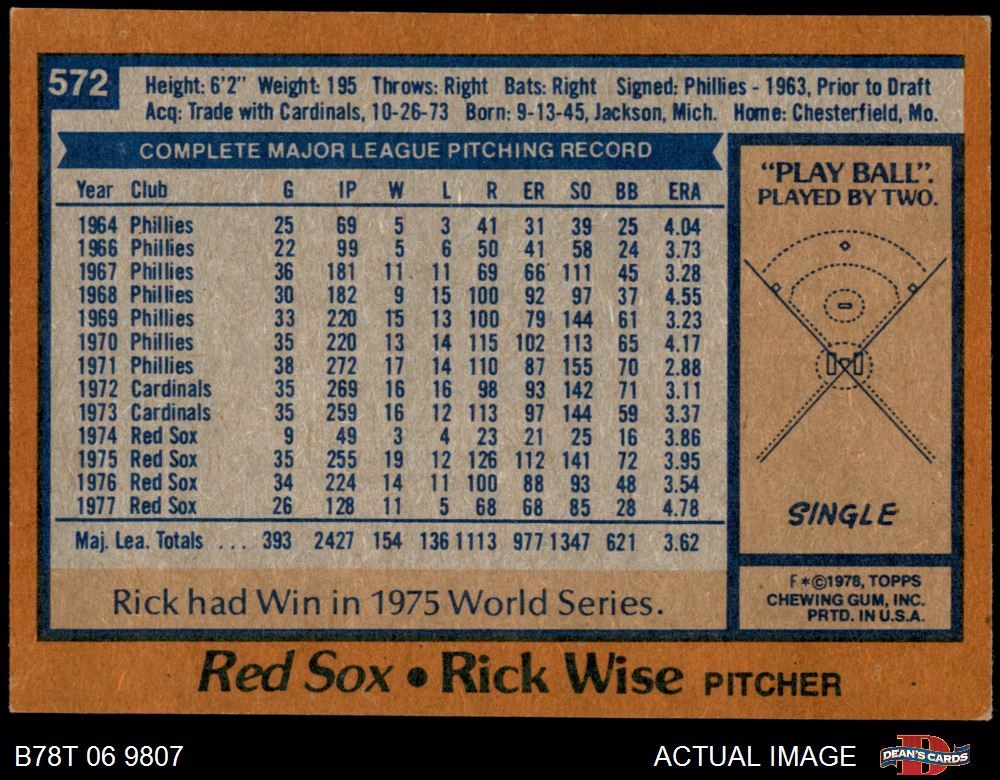 572
Height: 6'2" Weight: 195 Throws: Right Bats: Right Signed: Phillies - 1963, Prior to Draft
Acq: Trade with Cardinals, 10-26-73 Born: 9-13-45, Jackson, Mich. Home: Chesterfield, Mo.
COMPLETE MAJOR LEAGUE PITCHING RECORD
Year Club G IP W L R ER SO BB ERA
1964 Phillies 25 69 5 3 41 31 39 25 4.04
1966 Phillies 22 99 5 6 50 41 58 24 3.73
1967 Phillies 36 181 11 11 69 66 111 45 3.28
1968 Phillies 30 182 9 15 100 92 97 37 4.55
1969 Phillies 33 220 15 13 100 79 144 61 3.23
1970 Phillies 35 220 13 14 115 102 113 65 4.17
1971 Phillies 38 272 17 14 110 87 155 70 2.88
1972 Cardinals 35 269 16 16 98 93 142 71 3.11
1973 Cardinals 35 259 16 12 113 97 144 59 3.37
1974 Red Sox 9 49 3 4 23 21 25 16 3.86
1975 Red Sox 35 255 19 12 126 112 141 72 3.95
1976 Red Sox 34 224 14 11 100 88 93 48 3.54
1977 Red Sox 26 128 11 5 68 68 85 28 4.78
Maj. Lea. Totals ... 393 2427 154 136 1113 977 1347 621 3.62
Rick had Win in 1975 World Series.
"PLAY BALL".
PLAYED BY TWO.
SINGLE
F*©1978, TOPPS
CHEWING GUM, INC.
PRTD. IN U.S.A.
Red Sox • Rick Wise PITCHER
B78T 06 9807
ACTUAL IMAGE
DEAN'S CARDS